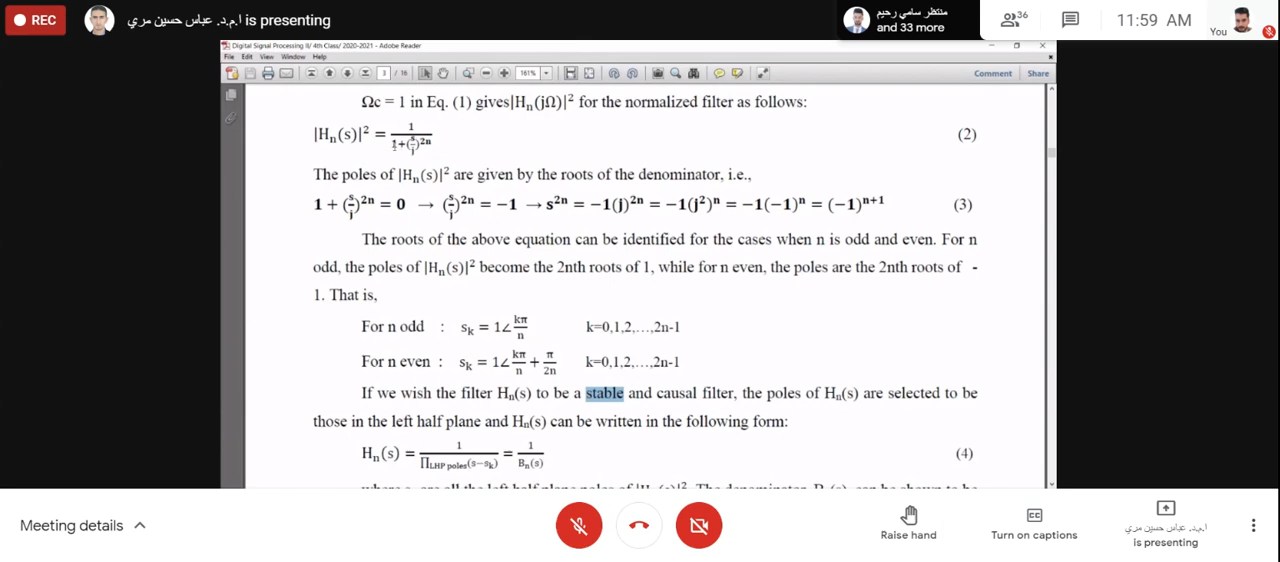 REC
ا.م.د. عباس حسين مري is presenting
منتظر سامي رحيم
and 33 more
36
11:59 AM
You
Digital Signal Processing II/ 4th Class/ 2020-2021 - Adobe Reader
File Edit View Window Help
3 / 16 181% Comment Share
Ωc = 1 in Eq. (1) gives|Hn(jΩ)|² for the normalized filter as follows:
|Hn(s)|² = 1/(1+(s/j)²ⁿ) (2)
The poles of |Hn(s)|² are given by the roots of the denominator, i.e.,
1 + (s/j)²ⁿ = 0 → (s/j)²ⁿ = −1 → s²ⁿ = −1(j)²ⁿ = −1(j²)ⁿ = −1(−1)ⁿ = (−1)ⁿ⁺¹ (3)
The roots of the above equation can be identified for the cases when n is odd and even. For n
odd, the poles of |Hn(s)|² become the 2nth roots of 1, while for n even, the poles are the 2nth roots of -
1. That is,
For n odd : sk = 1∠kπ/n k=0,1,2,…,2n-1
For n even : sk = 1∠kπ/n + π/2n k=0,1,2,…,2n-1
If we wish the filter Hn(s) to be a stable and causal filter, the poles of Hn(s) are selected to be
those in the left half plane and Hn(s) can be written in the following form:
Hn(s) = 1/∏LHP poles(s−sk) = 1/Bn(s) (4)
Meeting details
Raise hand
Turn on captions
ا.م.د. عباس حسين مري
is presenting